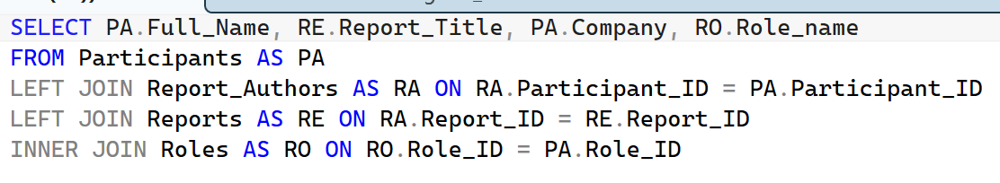 SELECT PA.Full_Name, RE.Report_Title, PA.Company, RO.Role_name
FROM Participants AS PA
LEFT JOIN Report_Authors AS RA ON RA.Participant_ID = PA.Participant_ID
LEFT JOIN Reports AS RE ON RA.Report_ID = RE.Report_ID
INNER JOIN Roles AS RO ON RO.Role_ID = PA.Role_ID